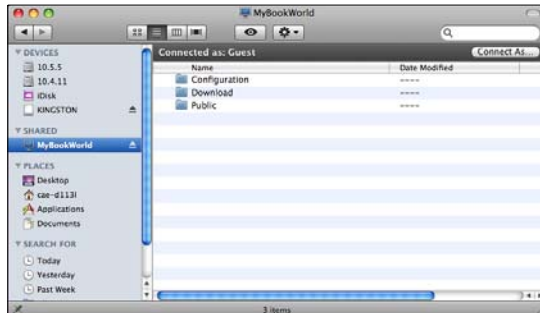 MyBookWorld
DEVICES
10.5.5
10.4.11
iDisk
KINGSTON
SHARED
MyBookWorld
PLACES
Desktop
cae-d113l
Applications
Documents
SEARCH FOR
Today
Yesterday
Past Week
Connected as: Guest
Connect As...
Name
Date Modified
Configuration
----
Download
----
Public
----
3 items